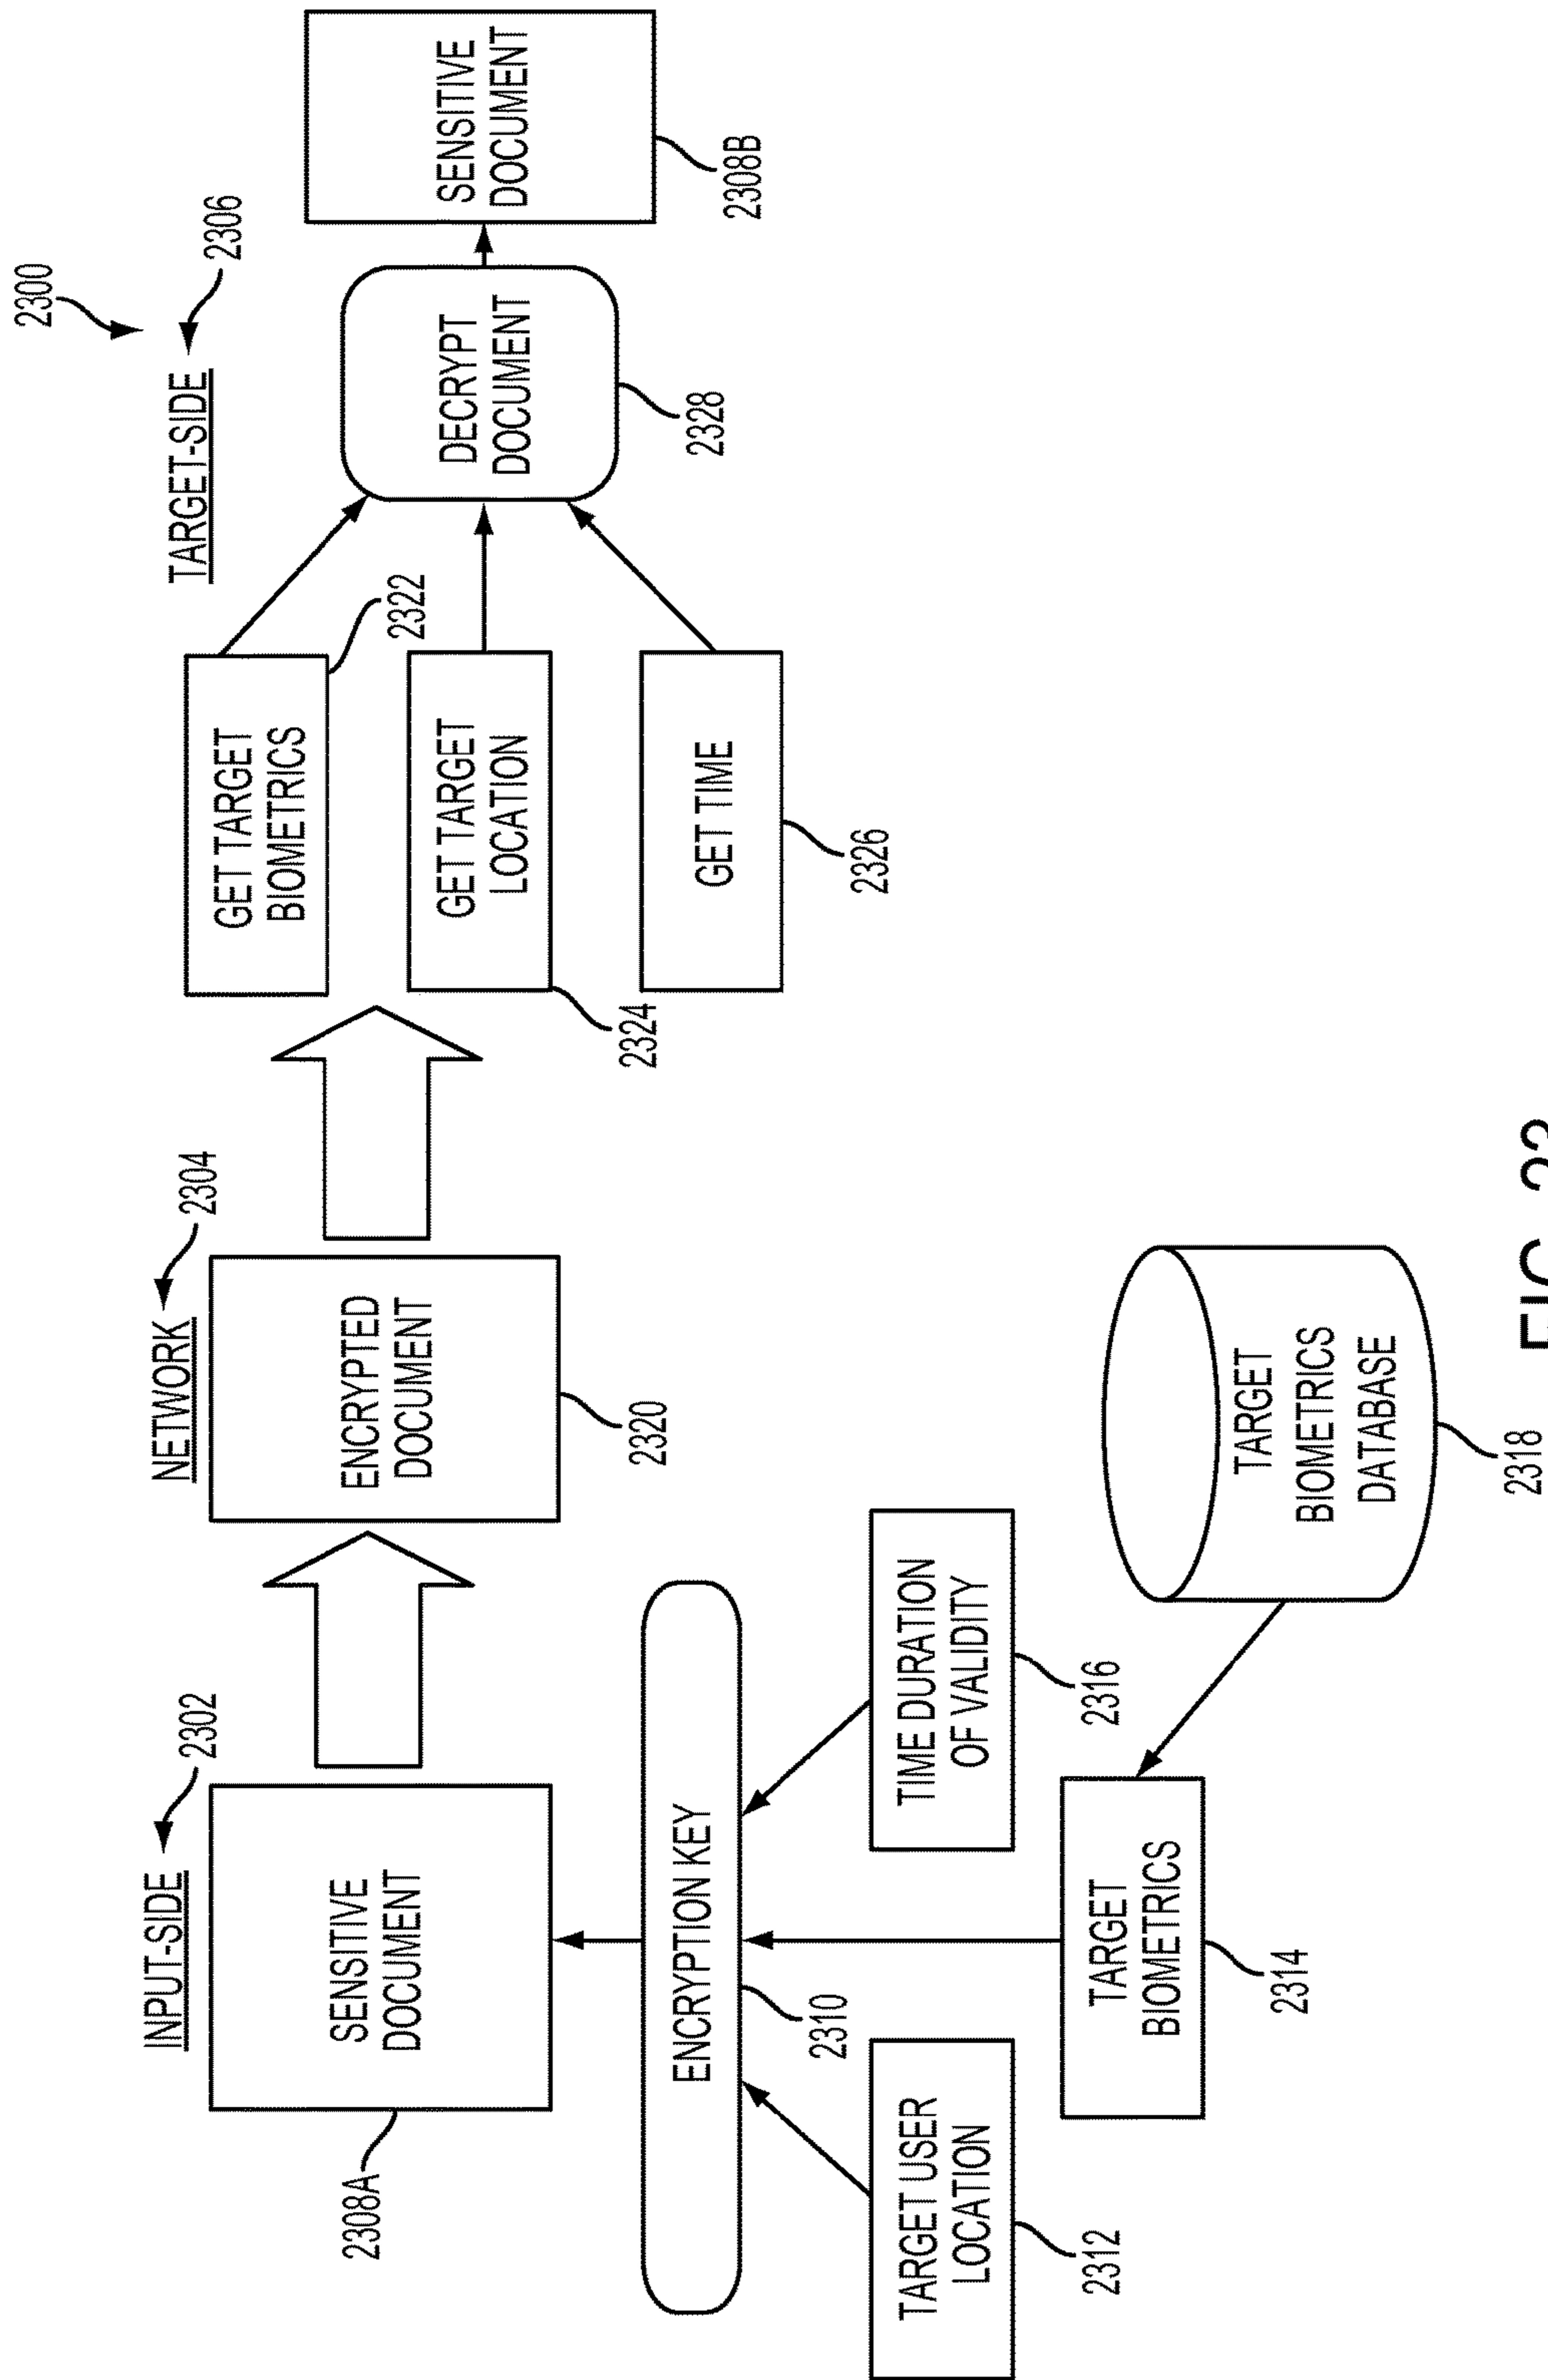 2300
INPUT-SIDE
2302
NETWORK
2304
TARGET-SIDE
2306
SENSITIVE
DOCUMENT
2308A
ENCRYPTED
DOCUMENT
2320
GET TARGET
BIOMETRICS
2322
GET TARGET
LOCATION
2324
GET TIME
2326
DECRYPT
DOCUMENT
2328
SENSITIVE
DOCUMENT
2308B
ENCRYPTION KEY
2310
TARGET USER
LOCATION
2312
TIME DURATION
OF VALIDITY
2316
TARGET
BIOMETRICS
2314
TARGET
BIOMETRICS
DATABASE
2318
FIG. 23